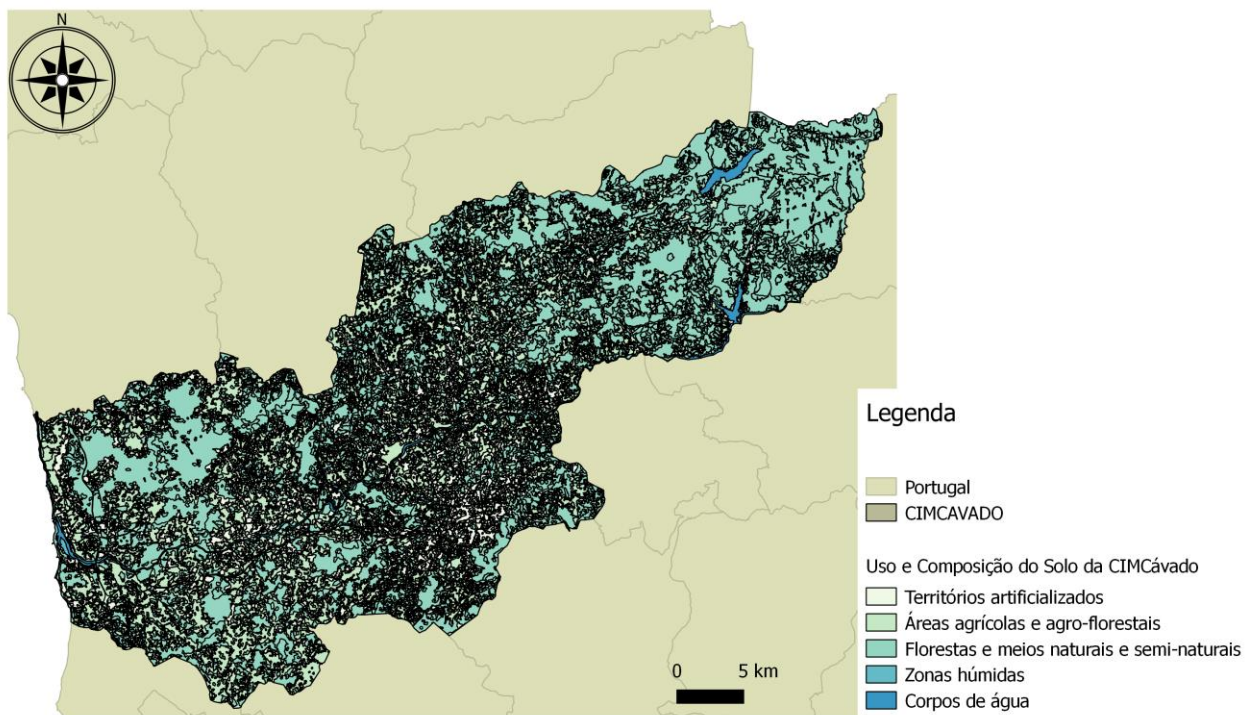 N
Legenda
Portugal
CIMCAVADO
Uso e Composição do Solo da CIMCávado
Territórios artificializados
Áreas agrícolas e agro-florestais
Florestas e meios naturais e semi-naturais
Zonas húmidas
Corpos de água
0 5 km